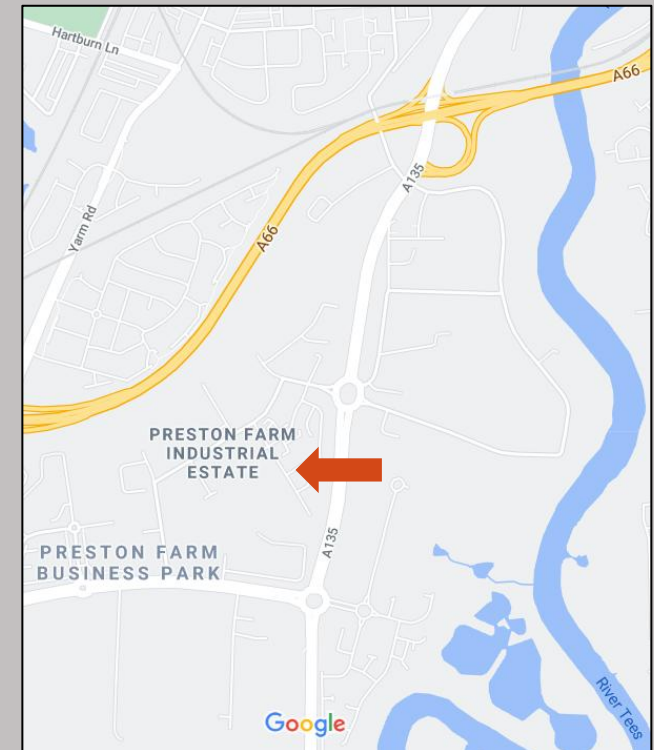 Hartburn Ln
A66
A135
Yarm Rd
A66
PRESTON FARM
INDUSTRIAL
ESTATE
A135
PRESTON FARM
BUSINESS PARK
River Tees
Google